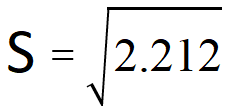 S = √2.212